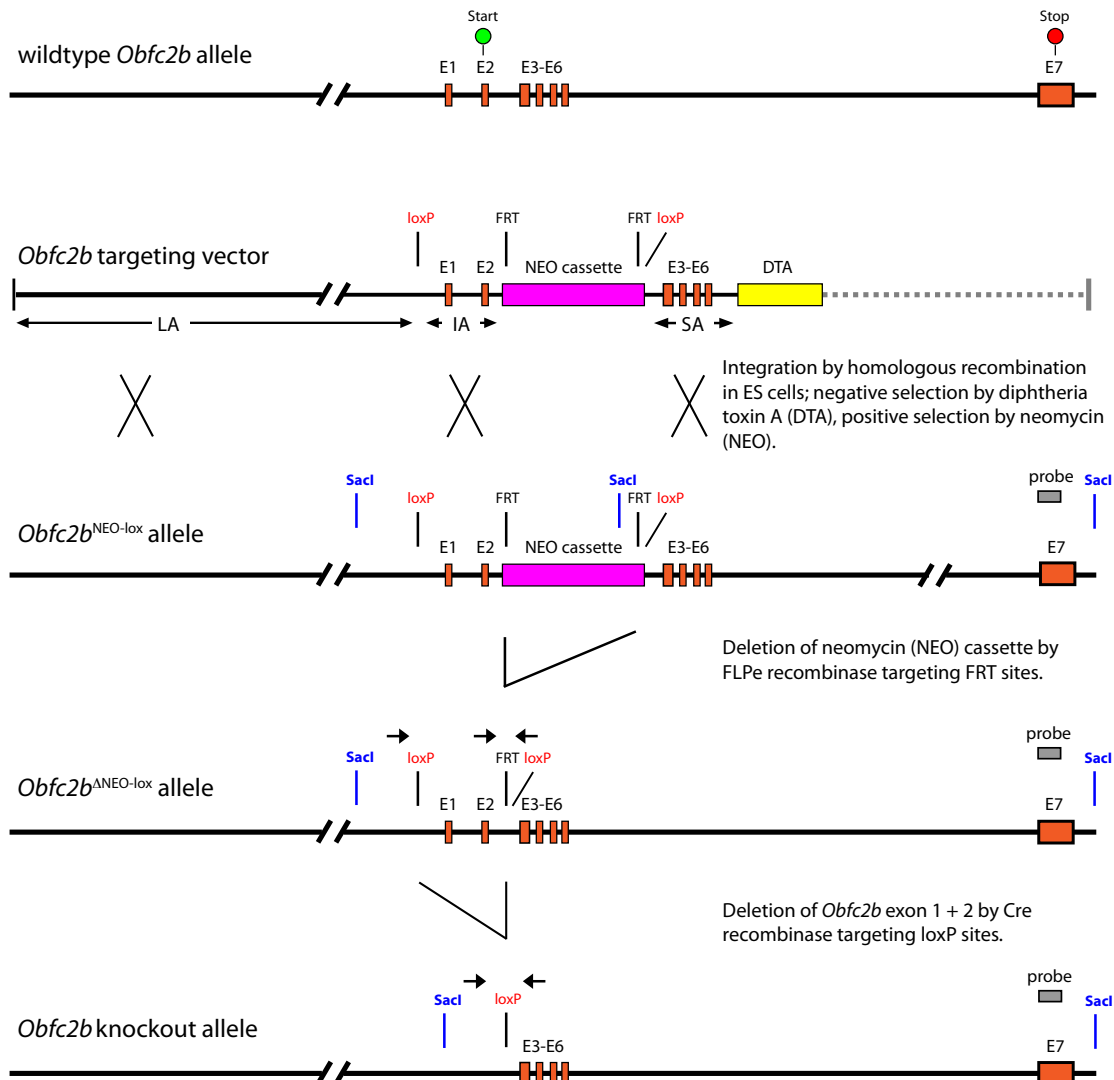 Start
Stop
wildtype Obfc2b allele
E1 E2 E3-E6 E7
loxP FRT FRT loxP
Obfc2b targeting vector
E1 E2 NEO cassette E3-E6 DTA
LA IA SA
Integration by homologous recombination
in ES cells; negative selection by diphtheria
toxin A (DTA), positive selection by neomycin
(NEO).
SacI loxP FRT SacI FRT loxP probe SacI
Obfc2bNEO-lox allele
E1 E2 NEO cassette E3-E6 E7
Deletion of neomycin (NEO) cassette by
FLPe recombinase targeting FRT sites.
SacI loxP FRT loxP probe SacI
Obfc2bΔNEO-lox allele
E1 E2 E3-E6 E7
Deletion of Obfc2b exon 1 + 2 by Cre
recombinase targeting loxP sites.
SacI loxP probe SacI
Obfc2b knockout allele
E3-E6 E7